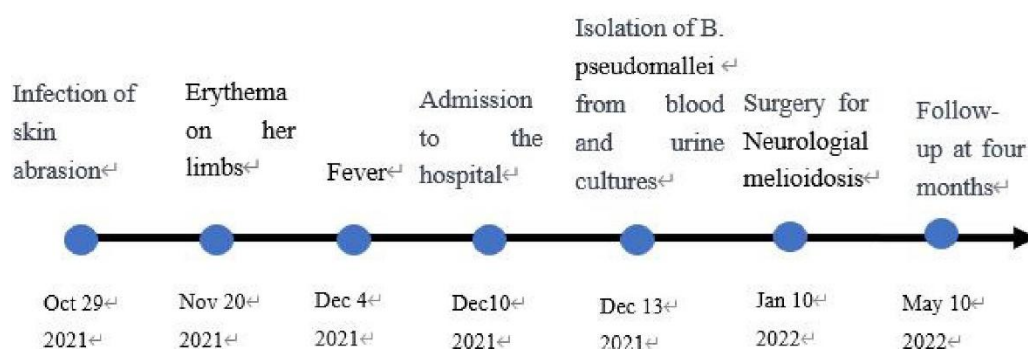 Infection of
skin
abrasion↵
Erythema
on her
limbs↵
Fever↵
Admission
to the
hospital↵
Isolation of B.
pseudomallei ↵
from blood
and urine
cultures↵
Surgery for
Neurologial
melioidosis↵
Follow-
up at four
months↵
Oct 29↵
2021↵
Nov 20↵
2021↵
Dec 4↵
2021↵
Dec10↵
2021↵
Dec 13↵
2021↵
Jan 10↵
2022↵
May 10↵
2022↵